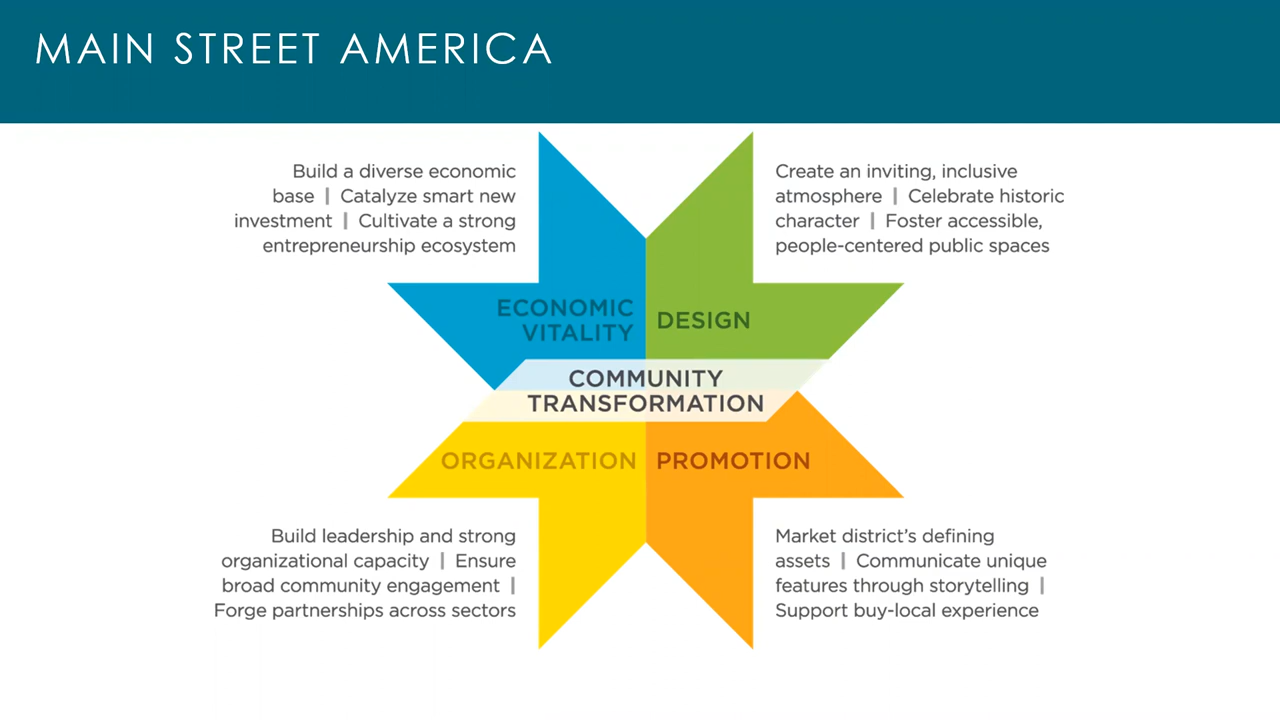 MAIN STREET AMERICA
Build a diverse economic
base | Catalyze smart new
investment | Cultivate a strong
entrepreneurship ecosystem
Create an inviting, inclusive
atmosphere | Celebrate historic
character | Foster accessible,
people-centered public spaces
ECONOMIC
VITALITY
DESIGN
COMMUNITY
TRANSFORMATION
ORGANIZATION
PROMOTION
Build leadership and strong
organizational capacity | Ensure
broad community engagement |
Forge partnerships across sectors
Market district's defining
assets | Communicate unique
features through storytelling |
Support buy-local experience